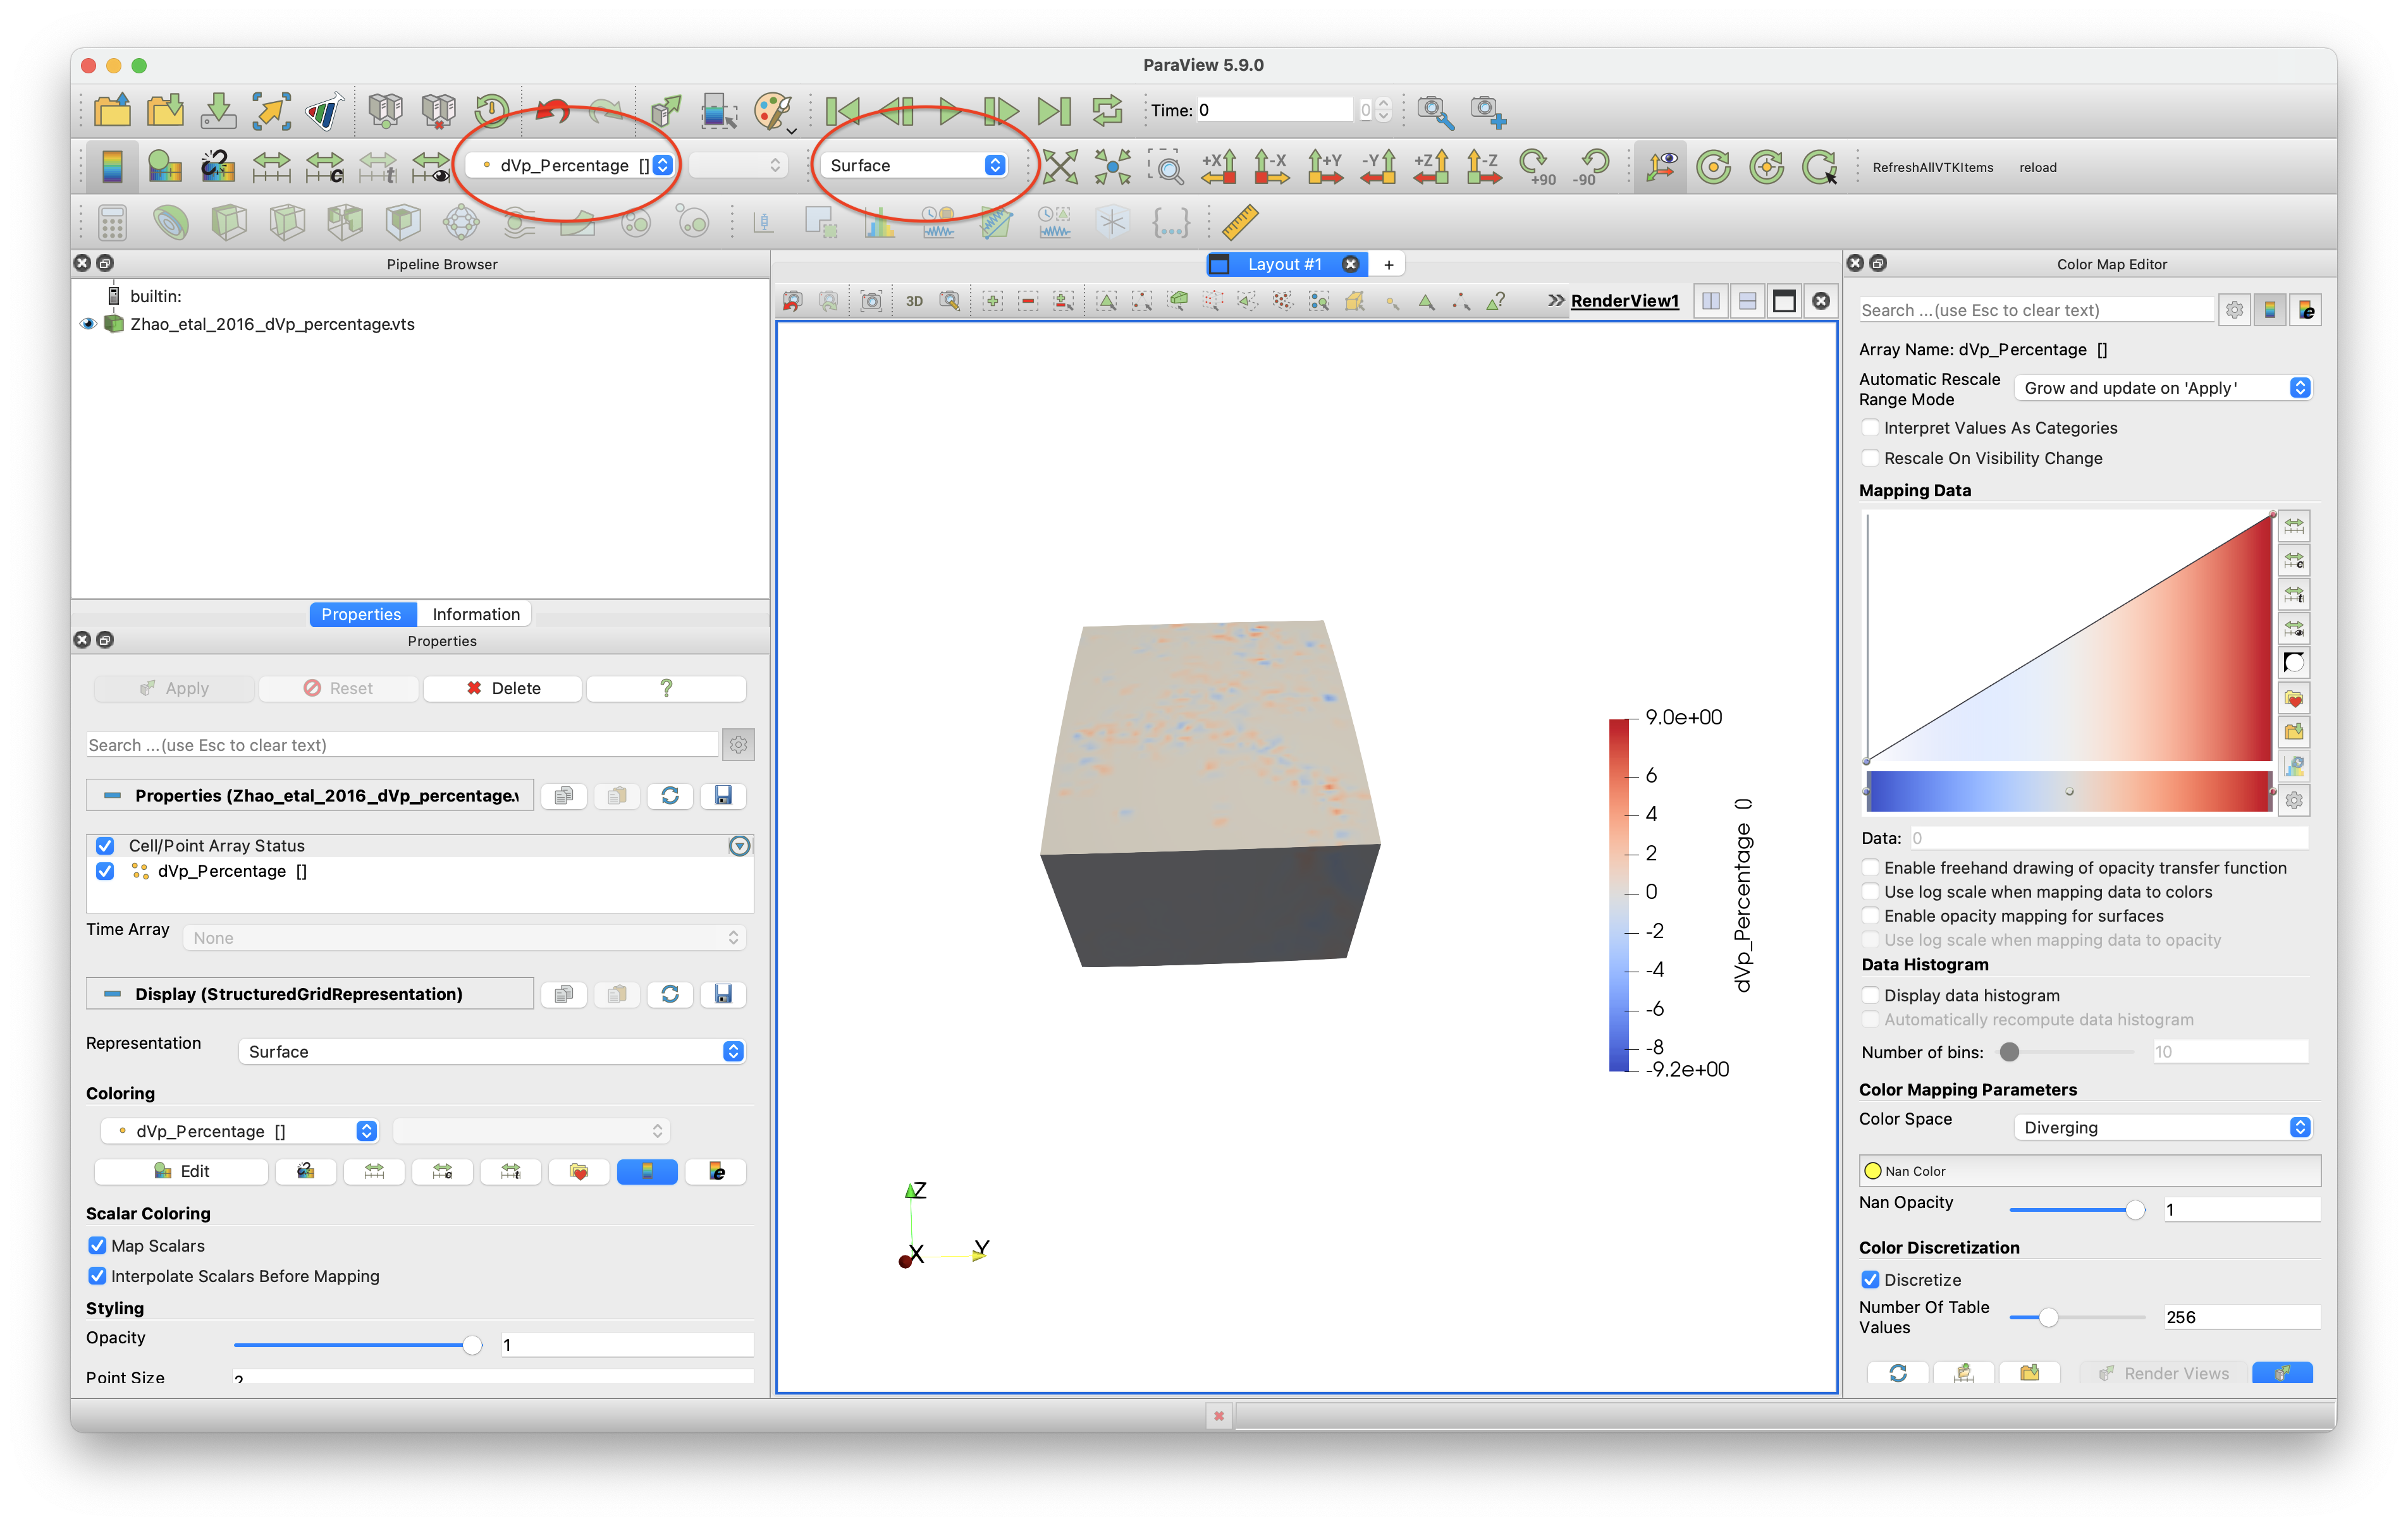 ParaView 5.9.0
Time: 0 0
dVp_Percentage []
Surface
+X -X +Y -Y +Z -Z +90 -90
RefreshAllVTKItems reload
Pipeline Browser
builtin:
Zhao_etal_2016_dVp_percentage.vts
Properties Information
Properties
Apply Reset Delete ?
Search ...(use Esc to clear text)
Properties (Zhao_etal_2016_dVp_percentage.
Cell/Point Array Status
dVp_Percentage []
Time Array None
Display (StructuredGridRepresentation)
Representation Surface
Coloring
dVp_Percentage []
Edit
Scalar Coloring
Map Scalars
Interpolate Scalars Before Mapping
Styling
Opacity 1
Point Size 2
Layout #1 +
3D
RenderView1
9.0e+00
6
4
2
0
-2
-4
-6
-8
-9.2e+00
dVp_Percentage ()
Z
X Y
Color Map Editor
Search ...(use Esc to clear text)
Array Name: dVp_Percentage []
Automatic Rescale
Range Mode
Grow and update on 'Apply'
Interpret Values As Categories
Rescale On Visibility Change
Mapping Data
Data: 0
Enable freehand drawing of opacity transfer function
Use log scale when mapping data to colors
Enable opacity mapping for surfaces
Use log scale when mapping data to opacity
Data Histogram
Display data histogram
Automatically recompute data histogram
Number of bins: 10
Color Mapping Parameters
Color Space Diverging
Nan Color
Nan Opacity 1
Color Discretization
Discretize
Number Of Table
Values
256
Render Views